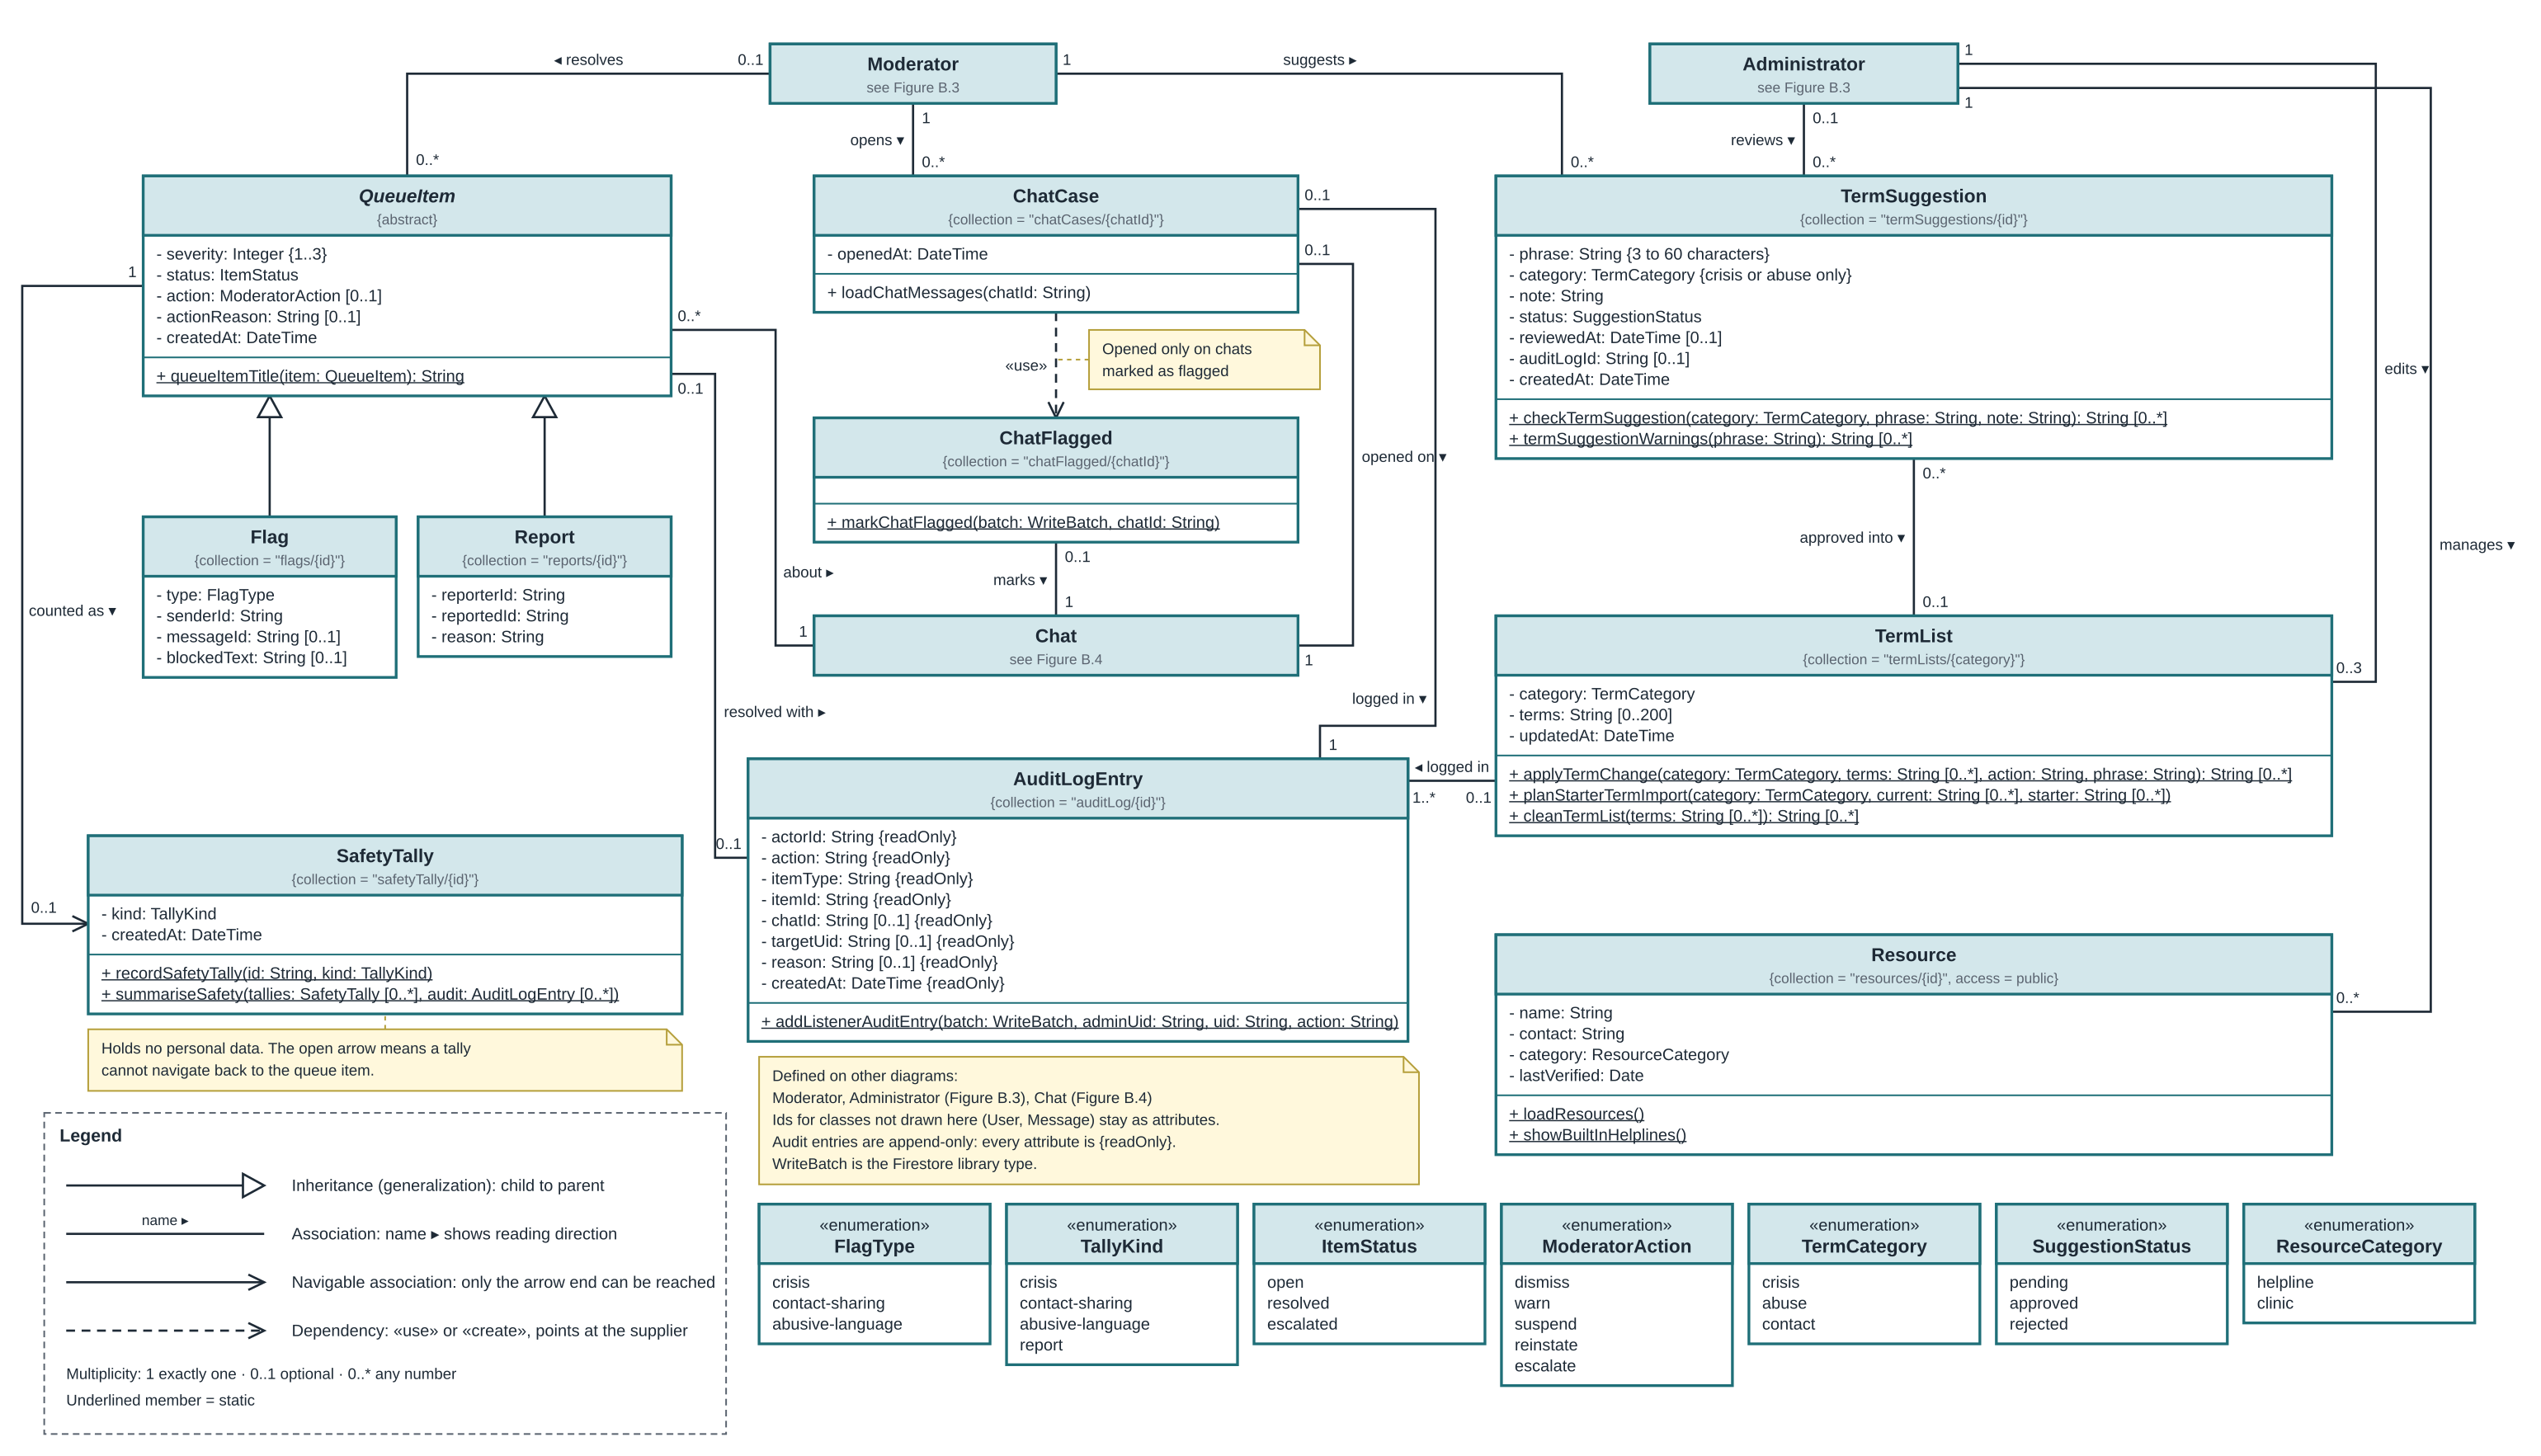 ◂ resolves
0..1
Moderator
see Figure B.3
1
suggests ▸
Administrator
see Figure B.3
1
1
1
opens ▾
0..*
0..*
0..1
reviews ▾
0..*
0..*
QueueItem
{abstract}
- severity: Integer {1..3}
- status: ItemStatus
- action: ModeratorAction [0..1]
- actionReason: String [0..1]
- createdAt: DateTime
+ queueItemTitle(item: QueueItem): String
1
0..*
0..1
ChatCase
{collection = "chatCases/{chatId}"}
- openedAt: DateTime
+ loadChatMessages(chatId: String)
0..1
0..1
«use»
Opened only on chats
marked as flagged
TermSuggestion
{collection = "termSuggestions/{id}"}
- phrase: String {3 to 60 characters}
- category: TermCategory {crisis or abuse only}
- note: String
- status: SuggestionStatus
- reviewedAt: DateTime [0..1]
- auditLogId: String [0..1]
- createdAt: DateTime
+ checkTermSuggestion(category: TermCategory, phrase: String, note: String): String [0..*]
+ termSuggestionWarnings(phrase: String): String [0..*]
edits ▾
ChatFlagged
{collection = "chatFlagged/{chatId}"}
+ markChatFlagged(batch: WriteBatch, chatId: String)
opened on ▾
0..*
approved into ▾
0..1
manages ▾
Flag
{collection = "flags/{id}"}
- type: FlagType
- senderId: String
- messageId: String [0..1]
- blockedText: String [0..1]
Report
{collection = "reports/{id}"}
- reporterId: String
- reportedId: String
- reason: String
counted as ▾
about ▸
0..1
marks ▾
1
1
Chat
see Figure B.4
1
resolved with ▸
logged in ▾
1
TermList
{collection = "termLists/{category}"}
- category: TermCategory
- terms: String [0..200]
- updatedAt: DateTime
+ applyTermChange(category: TermCategory, terms: String [0..*], action: String, phrase: String): String [0..*]
+ planStarterTermImport(category: TermCategory, current: String [0..*], starter: String [0..*])
+ cleanTermList(terms: String [0..*]): String [0..*]
0..3
◂ logged in
1..*
0..1
AuditLogEntry
{collection = "auditLog/{id}"}
- actorId: String {readOnly}
- action: String {readOnly}
- itemType: String {readOnly}
- itemId: String {readOnly}
- chatId: String [0..1] {readOnly}
- targetUid: String [0..1] {readOnly}
- reason: String [0..1] {readOnly}
- createdAt: DateTime {readOnly}
+ addListenerAuditEntry(batch: WriteBatch, adminUid: String, uid: String, action: String)
0..1
SafetyTally
{collection = "safetyTally/{id}"}
- kind: TallyKind
- createdAt: DateTime
+ recordSafetyTally(id: String, kind: TallyKind)
+ summariseSafety(tallies: SafetyTally [0..*], audit: AuditLogEntry [0..*])
0..1
Holds no personal data. The open arrow means a tally
cannot navigate back to the queue item.
Resource
{collection = "resources/{id}", access = public}
- name: String
- contact: String
- category: ResourceCategory
- lastVerified: Date
+ loadResources()
+ showBuiltInHelplines()
0..*
Defined on other diagrams:
Moderator, Administrator (Figure B.3), Chat (Figure B.4)
Ids for classes not drawn here (User, Message) stay as attributes.
Audit entries are append-only: every attribute is {readOnly}.
WriteBatch is the Firestore library type.
Legend
Inheritance (generalization): child to parent
name ▸
Association: name ▸ shows reading direction
Navigable association: only the arrow end can be reached
Dependency: «use» or «create», points at the supplier
Multiplicity: 1 exactly one · 0..1 optional · 0..* any number
Underlined member = static
«enumeration»
FlagType
crisis
contact-sharing
abusive-language
«enumeration»
TallyKind
crisis
contact-sharing
abusive-language
report
«enumeration»
ItemStatus
open
resolved
escalated
«enumeration»
ModeratorAction
dismiss
warn
suspend
reinstate
escalate
«enumeration»
TermCategory
crisis
abuse
contact
«enumeration»
SuggestionStatus
pending
approved
rejected
«enumeration»
ResourceCategory
helpline
clinic